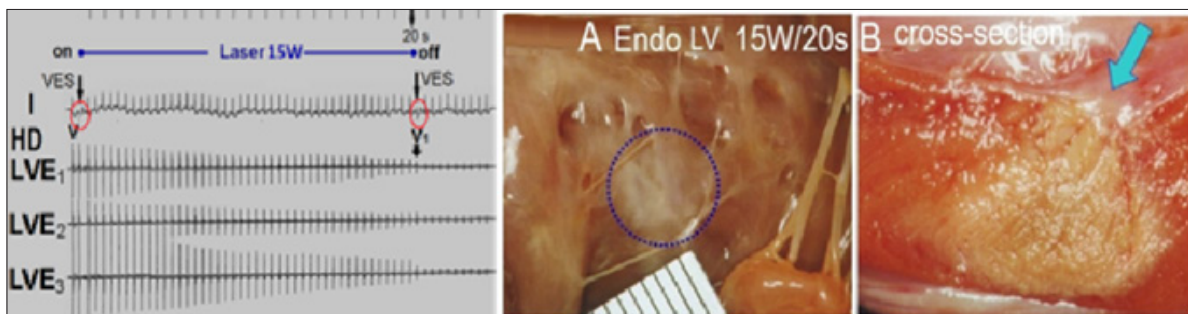 20 s
on Laser 15W off
VES VES
I
V V1
HD
LVE1
LVE2
LVE3
A Endo LV 15W/20s
B cross-section